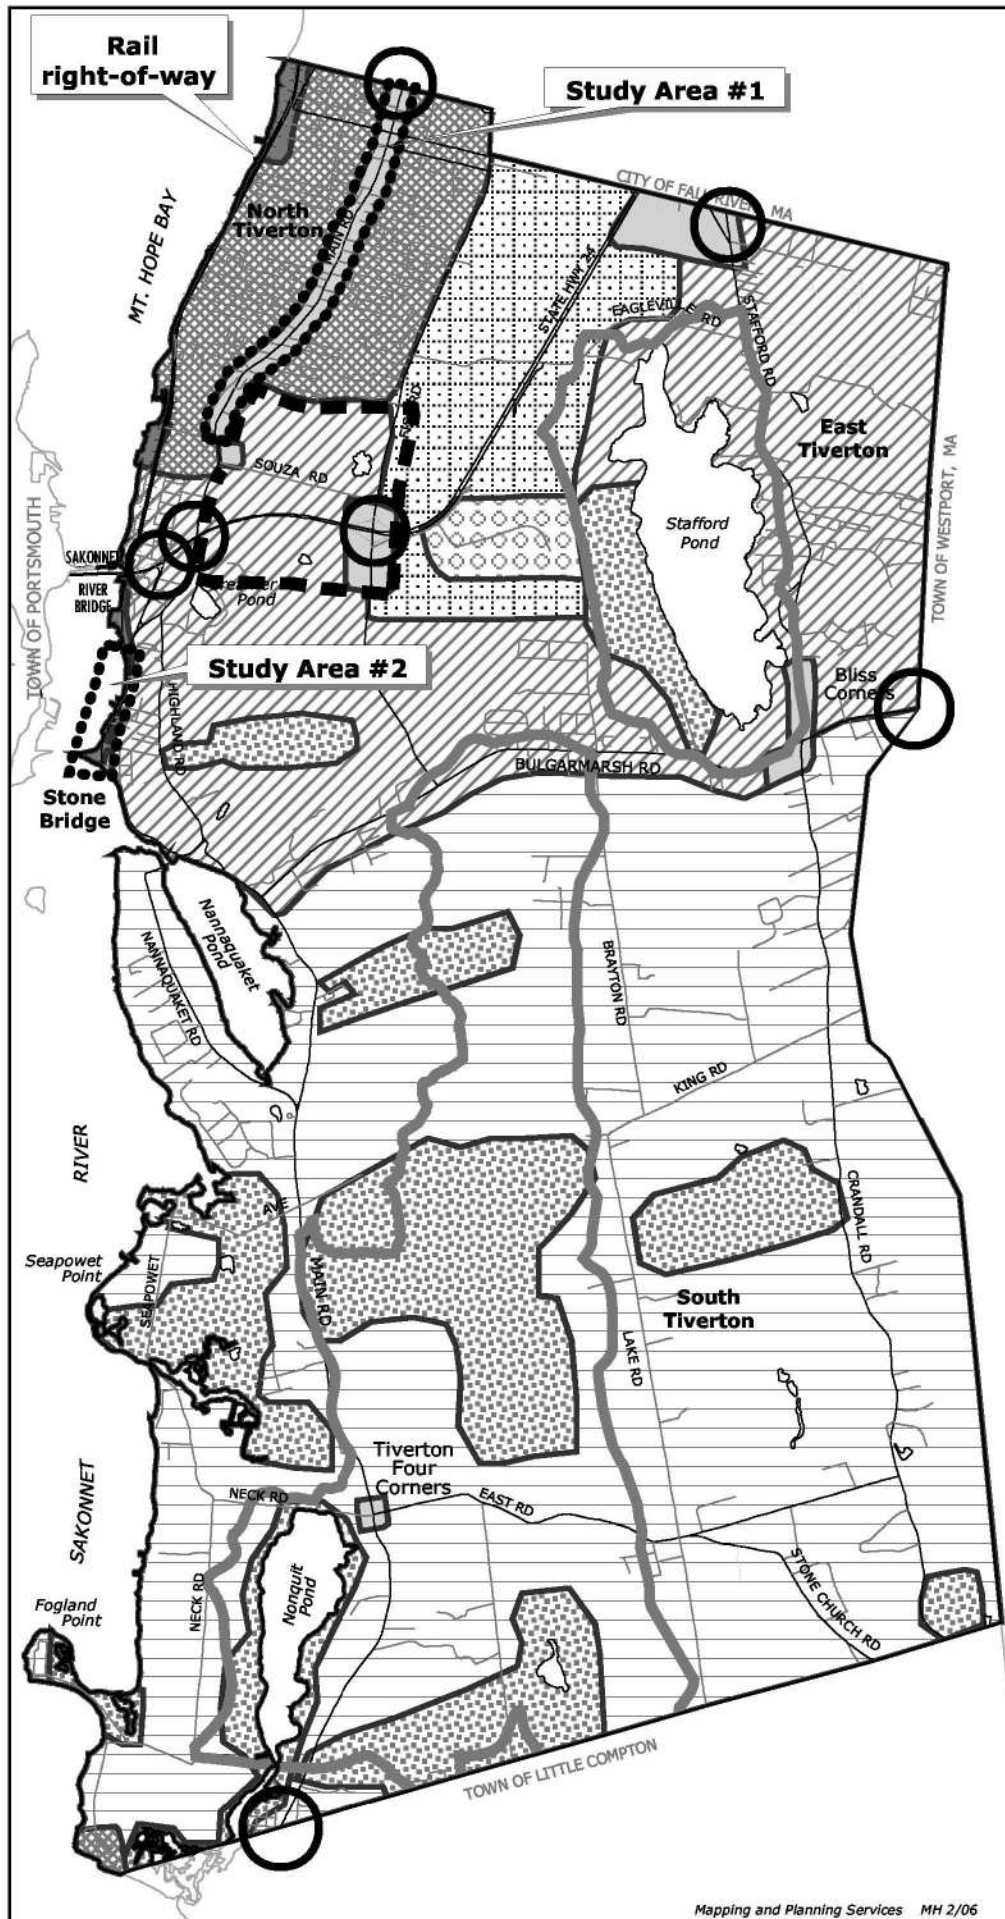 Rail
right-of-way
Study Area #1
CITY OF FALL RIVER, MA
MT. HOPE BAY
North
Tiverton
MAIN RD
STATE HWY 24
EAGLEVILLE RD
STAFFORD RD
FISH RD
East
Tiverton
TOWN OF WESTPORT, MA
SOUZA RD
Stafford
Pond
TOWN OF PORTSMOUTH
SAKONNET
RIVER
BRIDGE
Pond
Study Area #2
Bliss
Corners
HIGHLAND RD
BULGARMARSH RD
Stone
Bridge
Nannaquaket
Pond
NANNAQUAKET RD
BRAYTON RD
KING RD
RIVER
CRANDALL RD
AVE
Seapowet
Point
SEAPOWET
MAIN RD
South
Tiverton
LAKE RD
Tiverton
Four
Corners
NECK RD
EAST RD
SAKONNET
STONE CHURCH RD
Fogland
Point
NECK RD
Nonquit
Pond
TOWN OF LITTLE COMPTON
Mapping and Planning Services MH 2/06